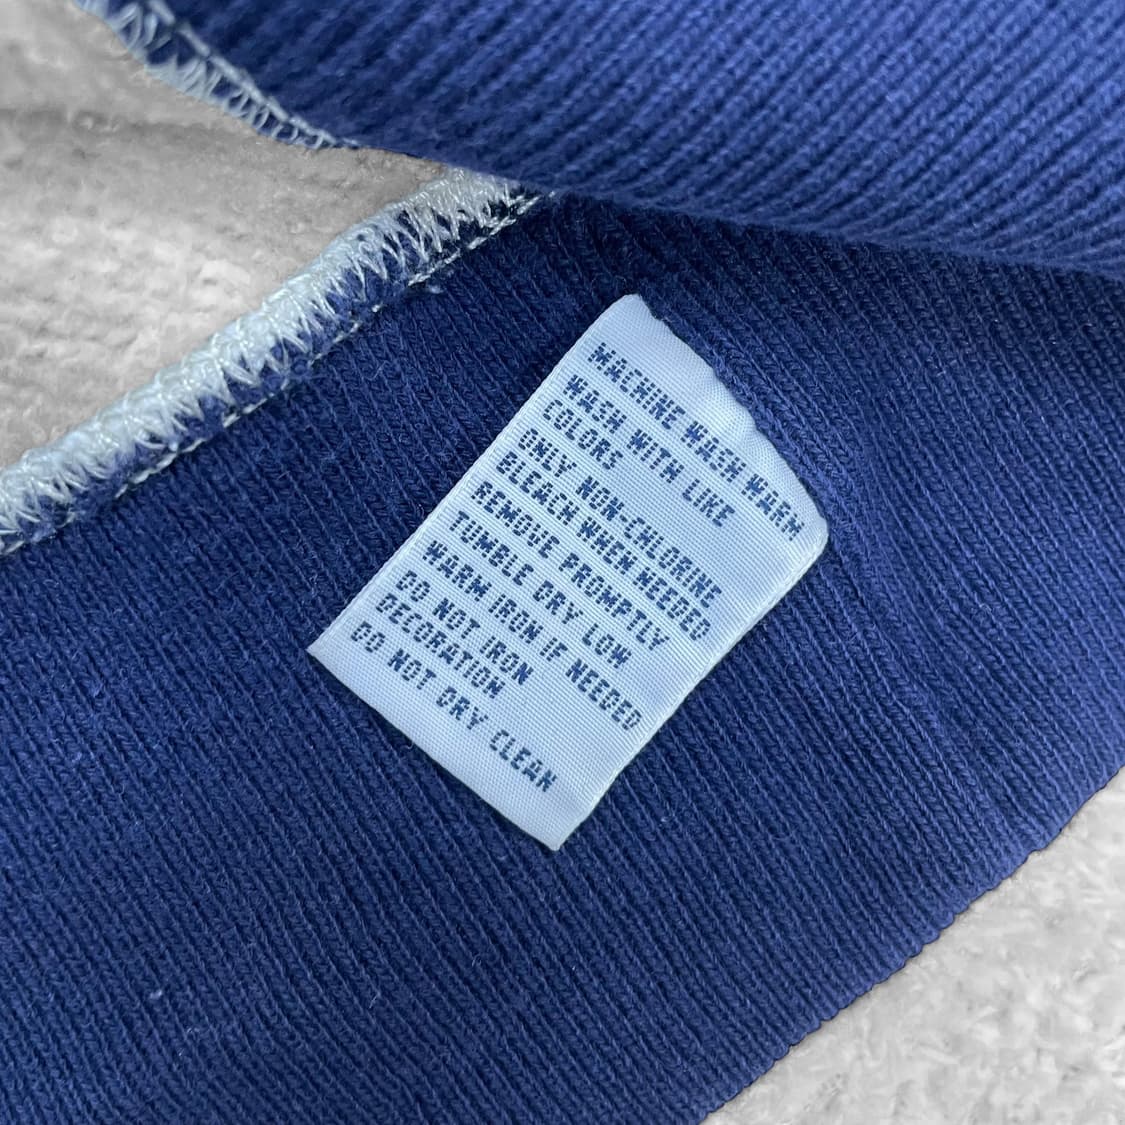 MACHINE WASH WARM
WASH WITH LIKE
COLORS
ONLY NON-CHLORINE
BLEACH WHEN NEEDED
REMOVE PROMPTLY
TUMBLE DRY LOW
WARM IRON IF NEEDED
DO NOT IRON
DECORATION
DO NOT DRY CLEAN